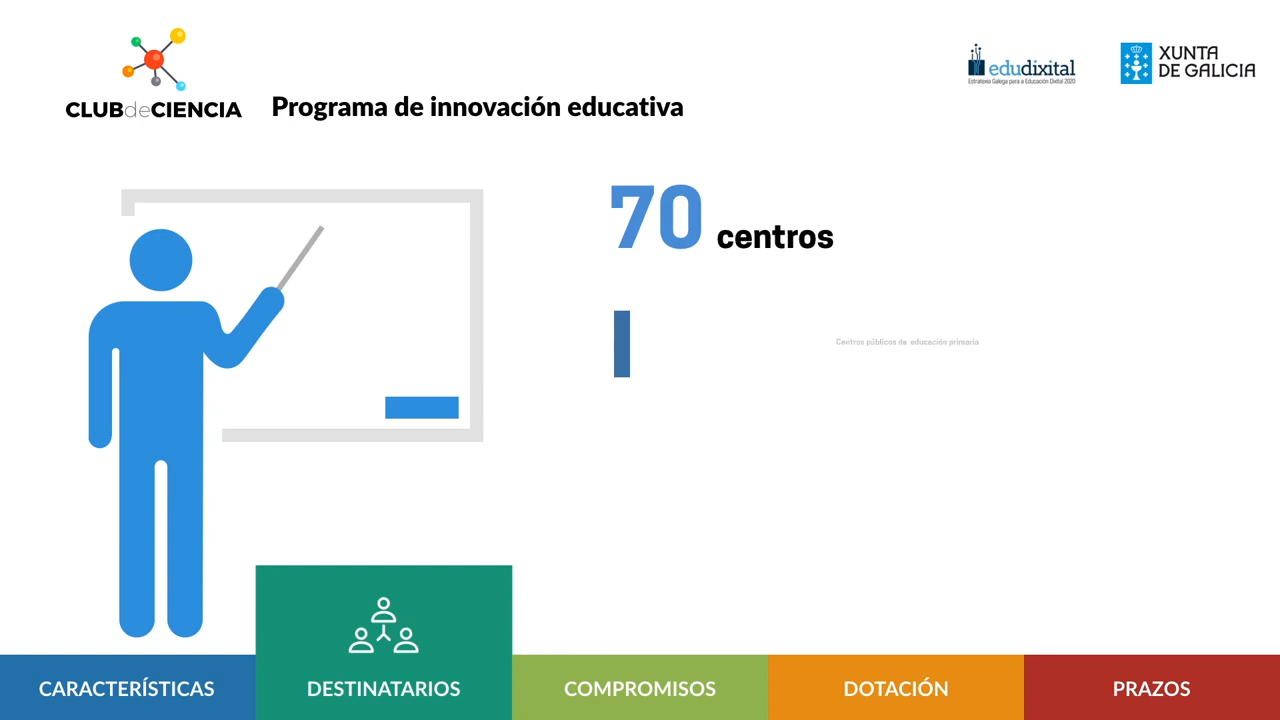 CLUBdeCIENCIA
Programa de innovación educativa
edudixital
Estratexia Galega para a Educación Dixital 2020
XUNTA
DE GALICIA
70 centros
Centros públicos de educación primaria
CARACTERÍSTICAS
DESTINATARIOS
COMPROMISOS
DOTACIÓN
PRAZOS